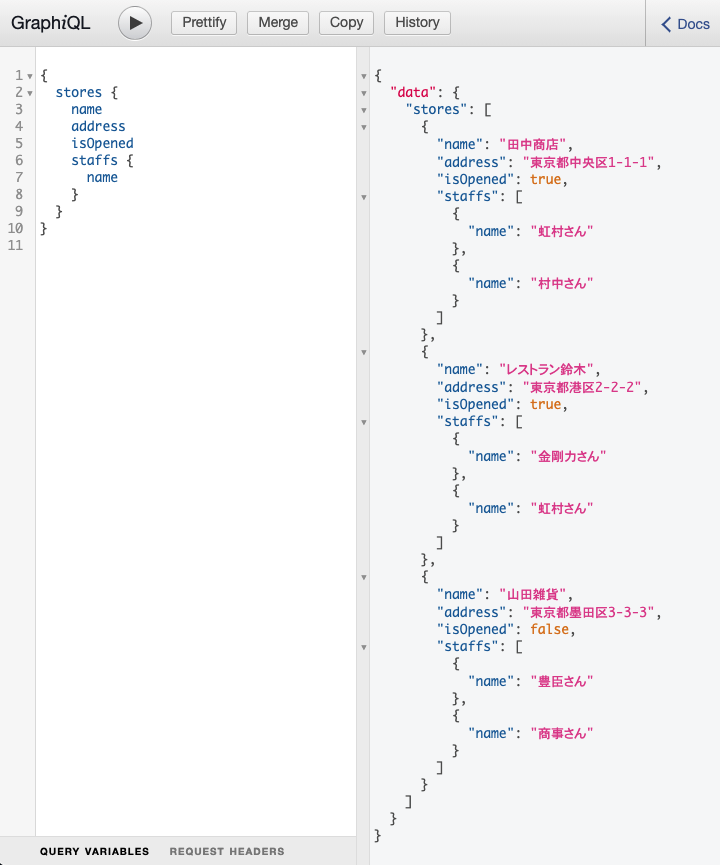 GraphiQL Prettify Merge Copy History Docs
1 {
2 stores {
3 name
4 address
5 isOpened
6 staffs {
7 name
8 }
9 }
10 }
11
{
"data": {
"stores": [
{
"name": "田中商店",
"address": "東京都中央区1-1-1",
"isOpened": true,
"staffs": [
{
"name": "虹村さん"
},
{
"name": "村中さん"
}
]
},
{
"name": "レストラン鈴木",
"address": "東京都港区2-2-2",
"isOpened": true,
"staffs": [
{
"name": "金剛力さん"
},
{
"name": "虹村さん"
}
]
},
{
"name": "山田雑貨",
"address": "東京都墨田区3-3-3",
"isOpened": false,
"staffs": [
{
"name": "豊臣さん"
},
{
"name": "商事さん"
}
]
}
]
}
}
QUERY VARIABLES REQUEST HEADERS